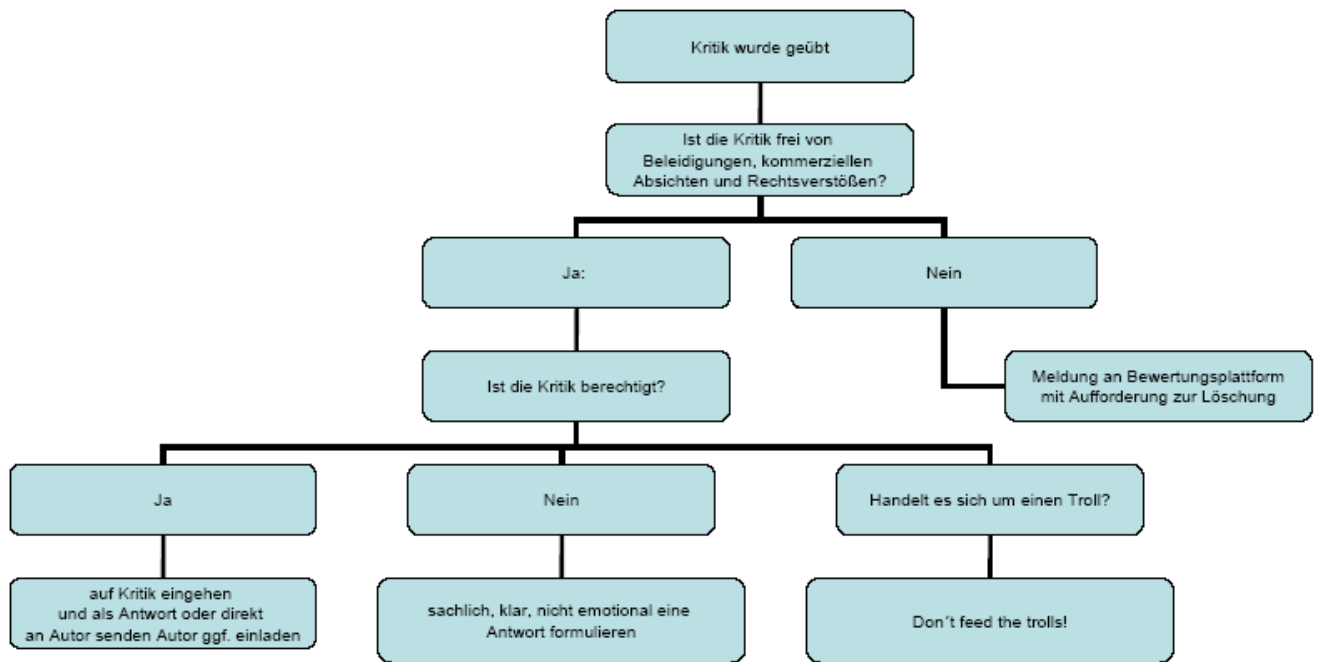 Kritik wurde geübt
Ist die Kritik frei von
Beleidigungen, kommerziellen
Absichten und Rechtsverstößen?
Ja:
Nein
Ist die Kritik berechtigt?
Meldung an Bewertungsplattform
mit Aufforderung zur Löschung
Ja
Nein
Handelt es sich um einen Troll?
auf Kritik eingehen
und als Antwort oder direkt
an Autor senden Autor ggf. einladen
sachlich, klar, nicht emotional eine
Antwort formulieren
Don´t feed the trolls!